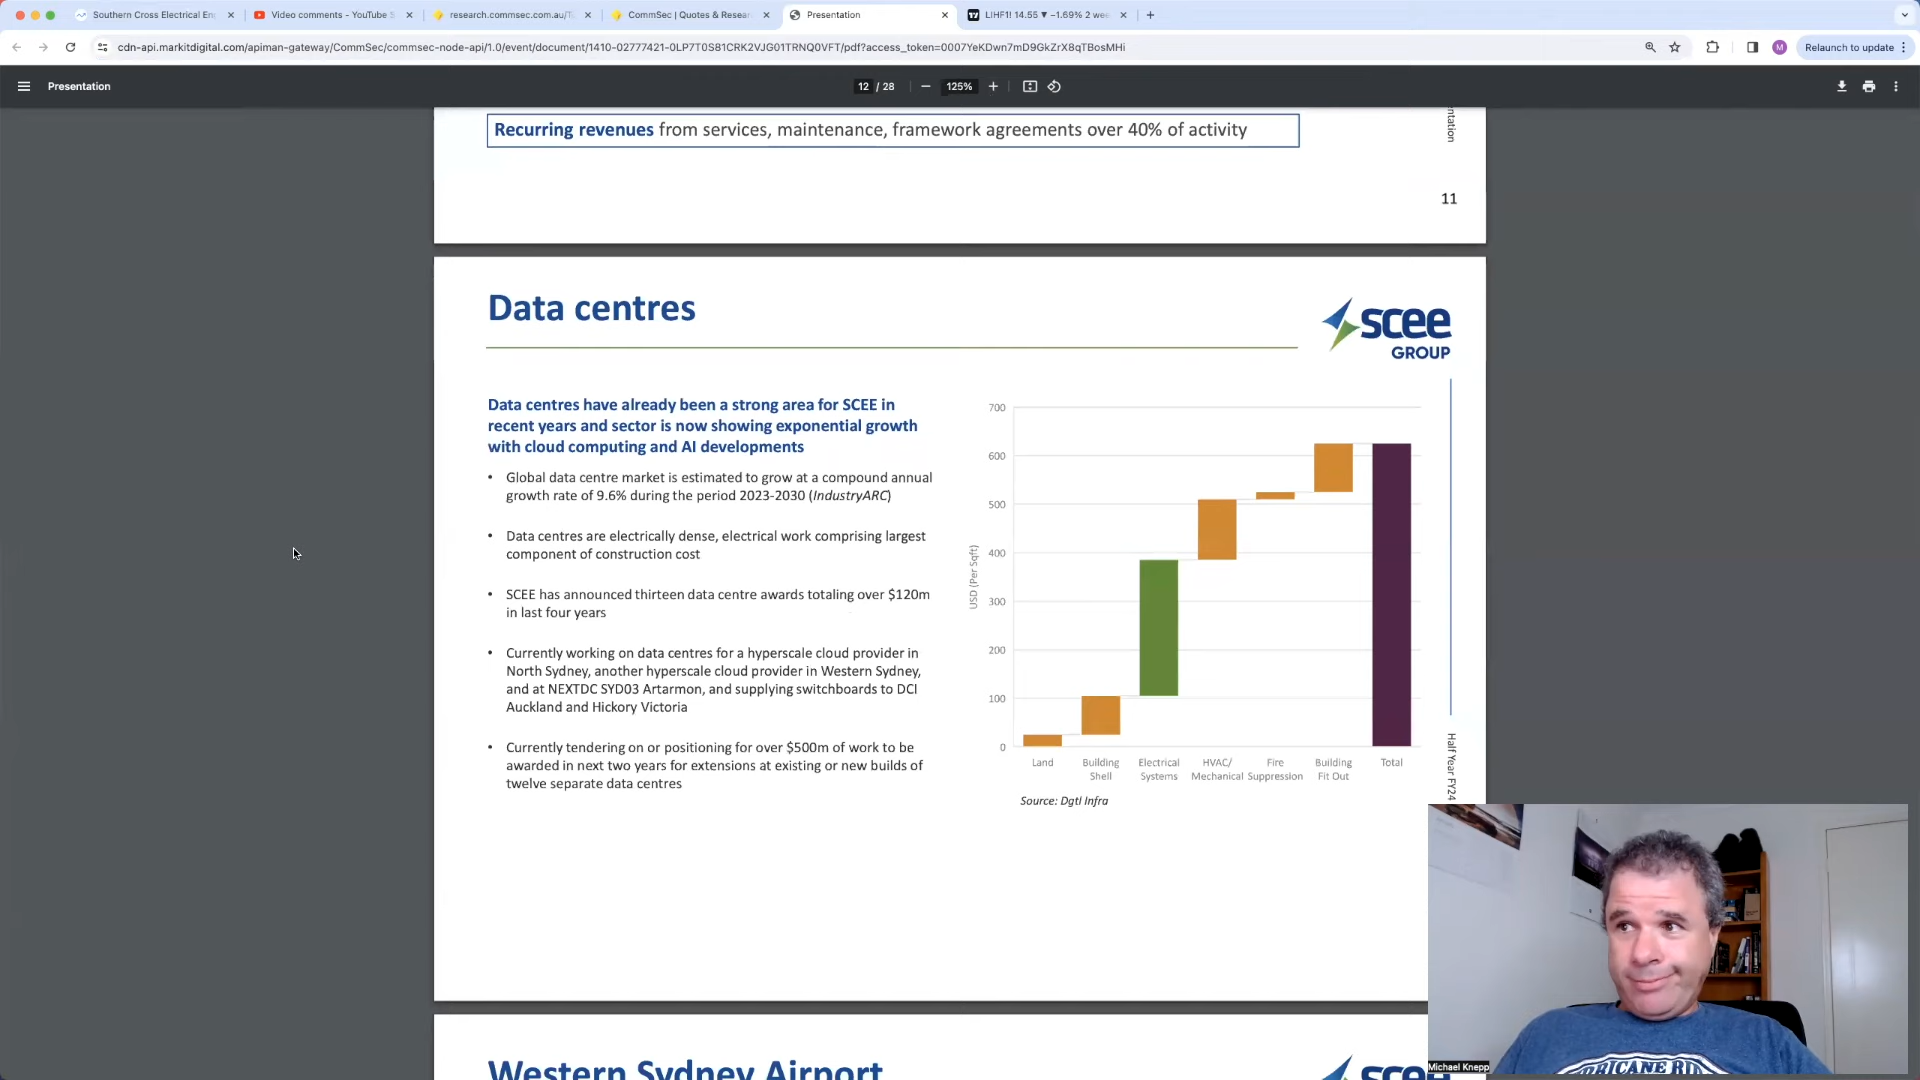 Southern Cross Electrical En
Video comments - YouTube S
research.commsec.com.au/T
CommSec | Quotes & Resear
Presentation
LIHF1! 14.55 ▼ −1.69% 2 wee
cdn-api.markitdigital.com/apiman-gateway/CommSec/commsec-node-api/1.0/event/document/1410-02777421-0LP7T0S81CRK2VJG01TRNQ0VFT/pdf?access_token=0007YeKDwn7mD9GkZrX8qTBosMHi
M
Relaunch to update
Presentation
12 / 28
125%
Recurring revenues from services, maintenance, framework agreements over 40% of activity
entation
11
Data centres
scee
GROUP
Data centres have already been a strong area for SCEE in
recent years and sector is now showing exponential growth
with cloud computing and AI developments
• Global data centre market is estimated to grow at a compound annual
growth rate of 9.6% during the period 2023-2030 (IndustryARC)
• Data centres are electrically dense, electrical work comprising largest
component of construction cost
• SCEE has announced thirteen data centre awards totaling over $120m
in last four years
• Currently working on data centres for a hyperscale cloud provider in
North Sydney, another hyperscale cloud provider in Western Sydney,
and at NEXTDC SYD03 Artarmon, and supplying switchboards to DCI
Auckland and Hickory Victoria
• Currently tendering on or positioning for over $500m of work to be
awarded in next two years for extensions at existing or new builds of
twelve separate data centres
700
600
500
400
300
200
100
0
USD (Per Sqft)
Land
Building
Shell
Electrical
Systems
HVAC/
Mechanical
Fire
Suppression
Building
Fit Out
Total
Source: Dgtl Infra
Half Year FY24
Western Sydney Airport
scee
Michael Knepp